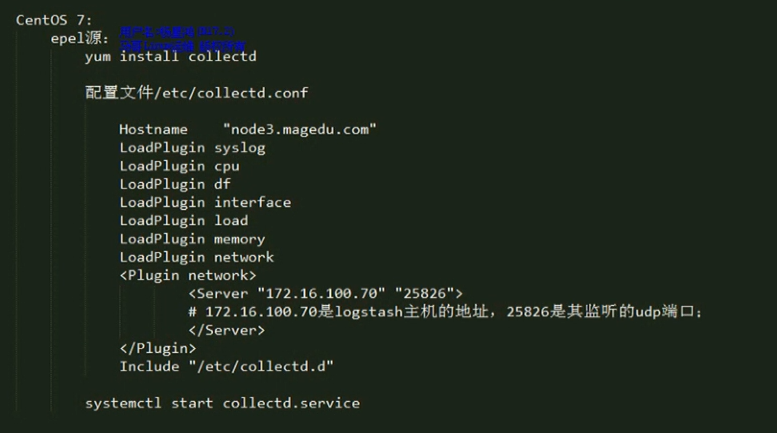 CentOS 7:
epel源：
yum install collectd
配置文件/etc/collectd.conf
Hostname "node3.magedu.com"
LoadPlugin syslog
LoadPlugin cpu
LoadPlugin df
LoadPlugin interface
LoadPlugin load
LoadPlugin memory
LoadPlugin network
<Plugin network>
<Server "172.16.100.70" "25826">
# 172.16.100.70是logstash主机的地址，25826是其监听的udp端口；
</Server>
</Plugin>
Include "/etc/collectd.d"
systemctl start collectd.service